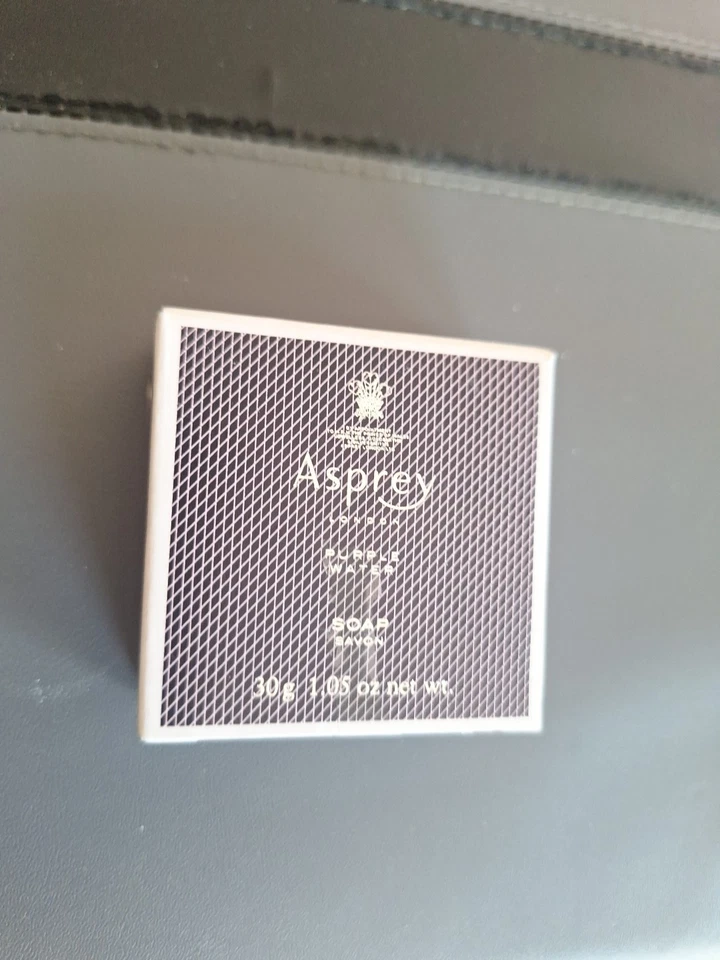 Asprey
LONDON
PURPLE
WATER
SOAP
SAVON
30g 1.05 oz net wt.